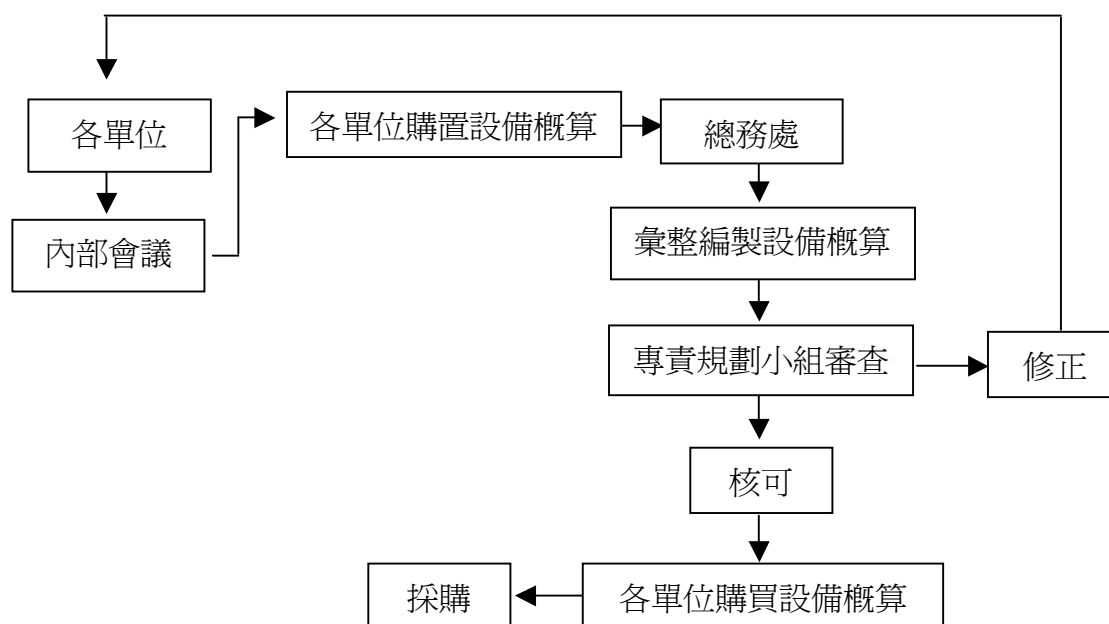 各單位
各單位購置設備概算
總務處
內部會議
彙整編製設備概算
專責規劃小組審查
修正
核可
採購
各單位購買設備概算